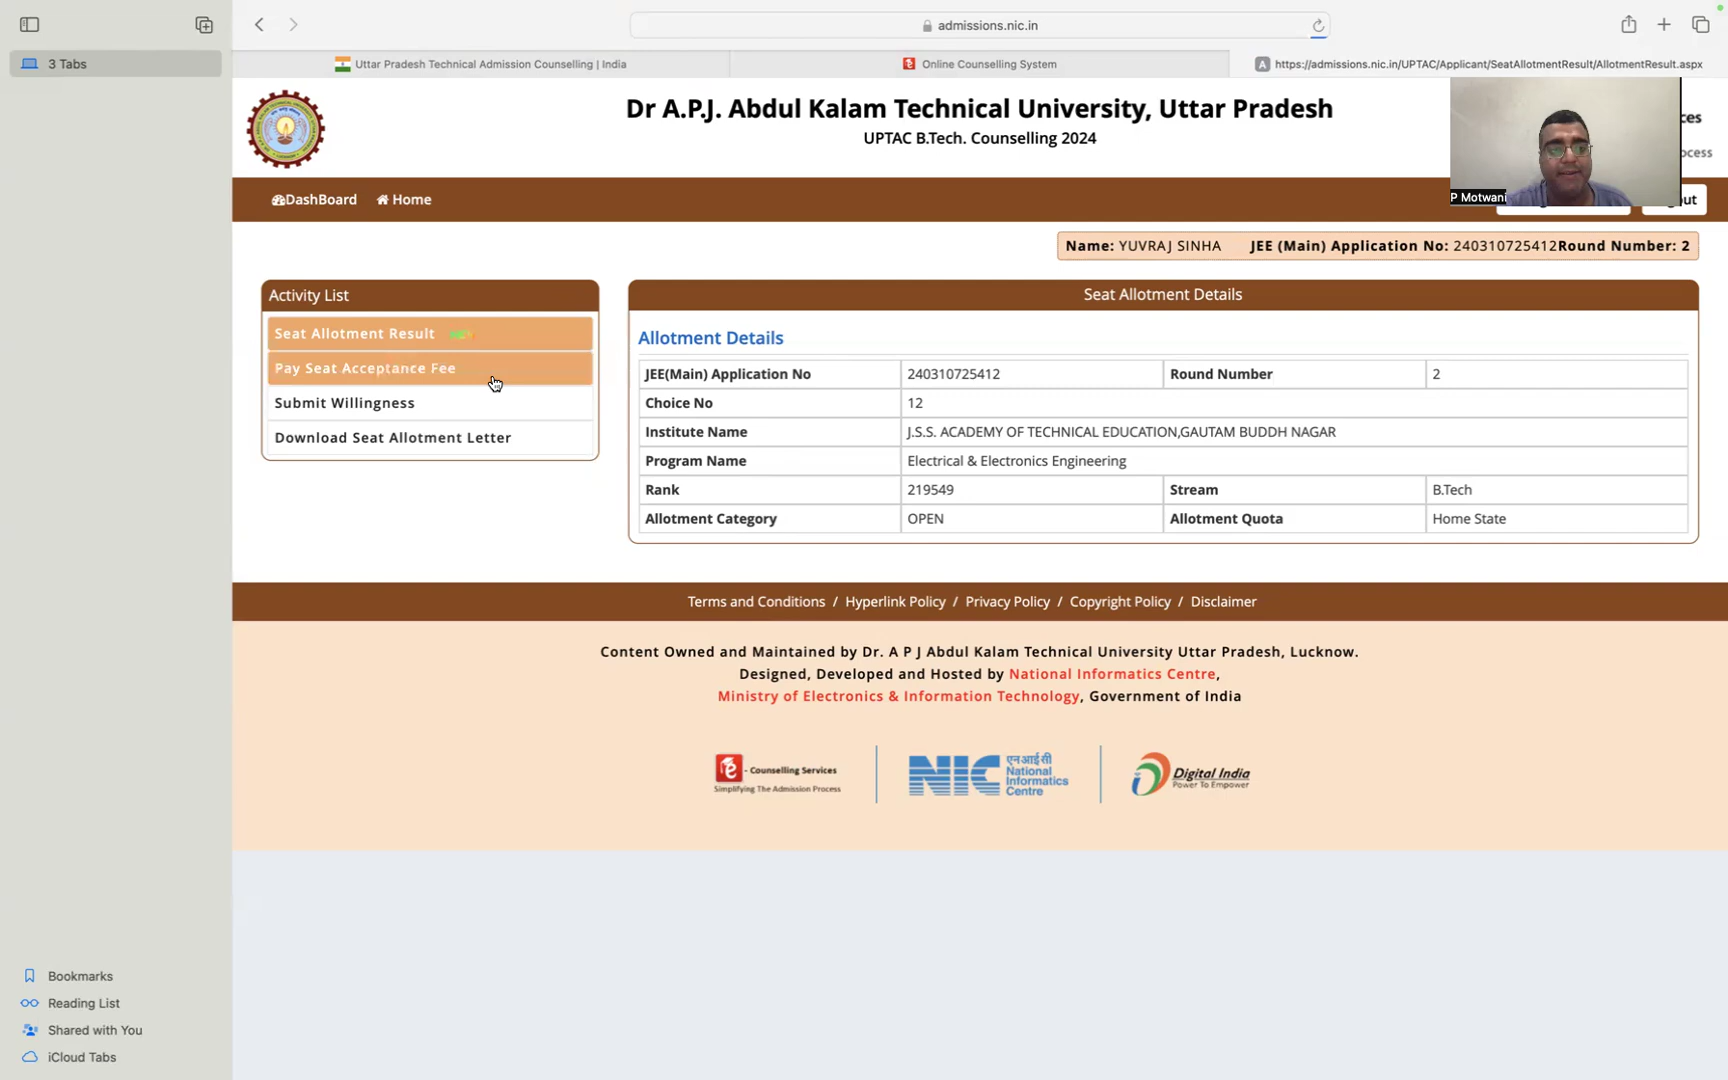 3 Tabs
admissions.nic.in
Uttar Pradesh Technical Admission Counselling | India
Online Counselling System
A https://admissions.nic.in/UPTAC/Applicant/SeatAllotmentResult/AllotmentResult.aspx
Dr A.P.J. Abdul Kalam Technical University, Uttar Pradesh
UPTAC B.Tech. Counselling 2024
P Motwani
DashBoard Home
Name: YUVRAJ SINHA JEE (Main) Application No: 240310725412Round Number: 2
Activity List
Seat Allotment Result
Pay Seat Acceptance Fee
Submit Willingness
Download Seat Allotment Letter
Seat Allotment Details
Allotment Details
JEE(Main) Application No 240310725412 Round Number 2
Choice No 12
Institute Name J.S.S. ACADEMY OF TECHNICAL EDUCATION,GAUTAM BUDDH NAGAR
Program Name Electrical & Electronics Engineering
Rank 219549 Stream B.Tech
Allotment Category OPEN Allotment Quota Home State
Terms and Conditions / Hyperlink Policy / Privacy Policy / Copyright Policy / Disclaimer
Content Owned and Maintained by Dr. A P J Abdul Kalam Technical University Uttar Pradesh, Lucknow.
Designed, Developed and Hosted by National Informatics Centre,
Ministry of Electronics & Information Technology, Government of India
e - Counselling Services
Simplifying The Admission Process
NIC एन आई सी
National
Informatics
Centre
Digital India
Power To Empower
Bookmarks
Reading List
Shared with You
iCloud Tabs